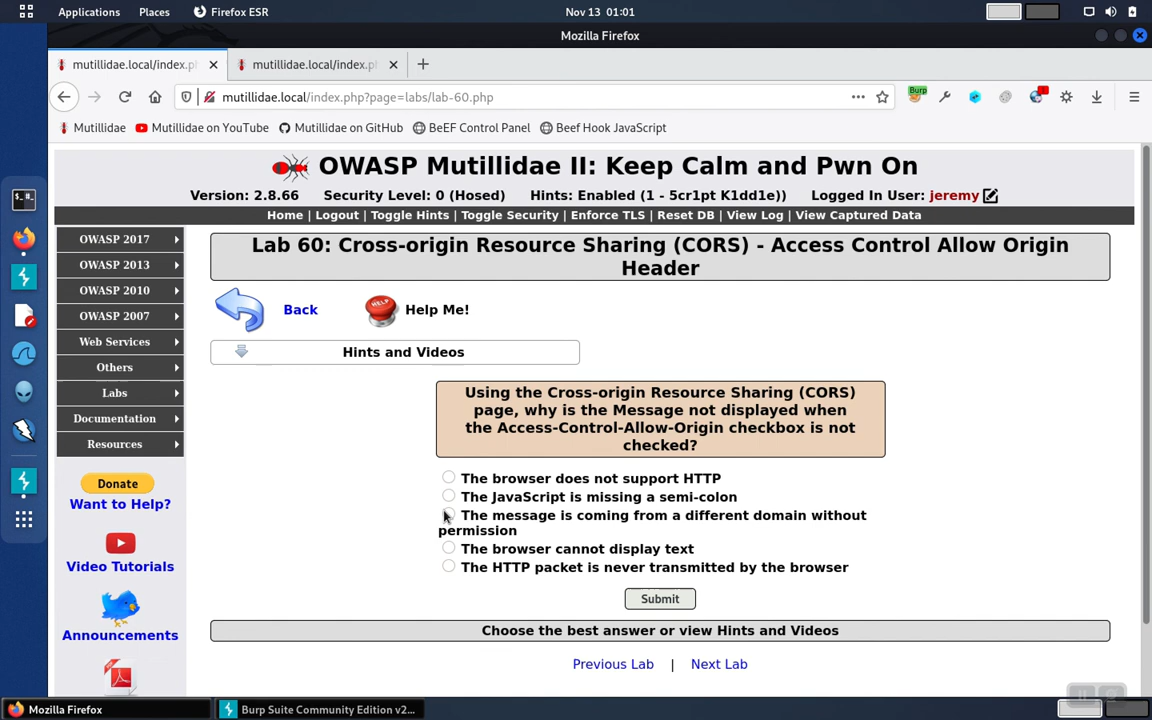 Applications Places Firefox ESR Nov 13 01:01
Mozilla Firefox
mutillidae.local/index.ph mutillidae.local/index.ph
mutillidae.local/index.php?page=labs/lab-60.php
Burp
1
Mutillidae Mutillidae on YouTube Mutillidae on GitHub BeEF Control Panel Beef Hook JavaScript
OWASP Mutillidae II: Keep Calm and Pwn On
Version: 2.8.66 Security Level: 0 (Hosed) Hints: Enabled (1 - 5cr1pt K1dd1e)) Logged In User: jeremy
Home | Logout | Toggle Hints | Toggle Security | Enforce TLS | Reset DB | View Log | View Captured Data
OWASP 2017
OWASP 2013
OWASP 2010
OWASP 2007
Web Services
Others
Labs
Documentation
Resources
Donate
Want to Help?
Video Tutorials
Announcements
Lab 60: Cross-origin Resource Sharing (CORS) - Access Control Allow Origin
Header
Back HELP Help Me!
Hints and Videos
Using the Cross-origin Resource Sharing (CORS)
page, why is the Message not displayed when
the Access-Control-Allow-Origin checkbox is not
checked?
The browser does not support HTTP
The JavaScript is missing a semi-colon
The message is coming from a different domain without
permission
The browser cannot display text
The HTTP packet is never transmitted by the browser
Submit
Choose the best answer or view Hints and Videos
Previous Lab | Next Lab
Mozilla Firefox Burp Suite Community Edition v2...